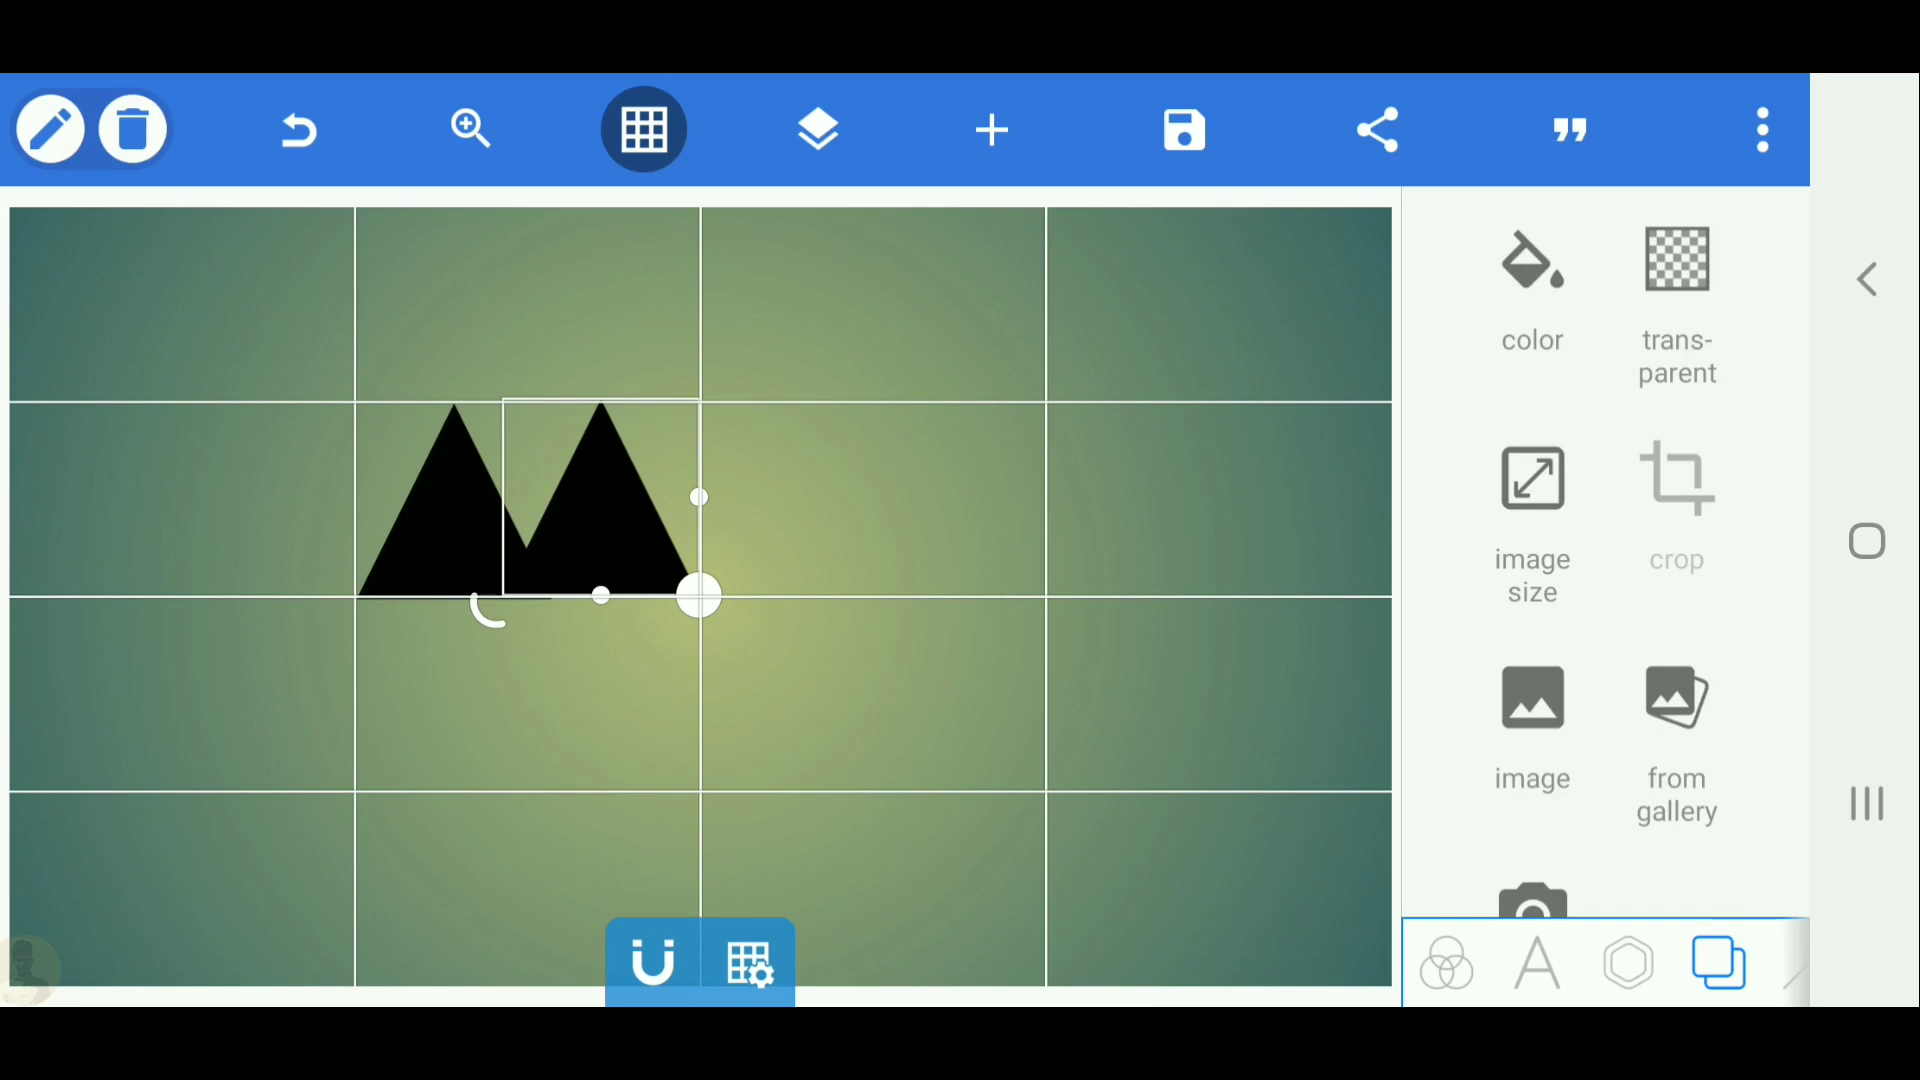 color
trans-
parent
image
size
crop
image
from
gallery